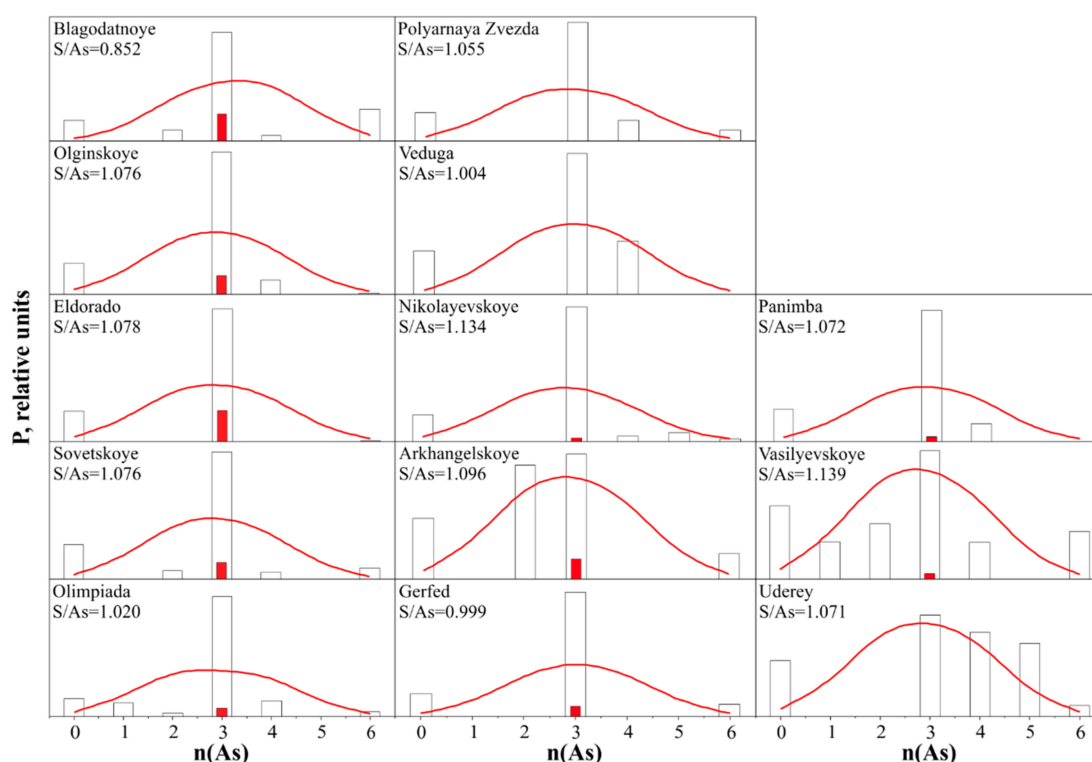 Blagodatnoye
S/As=0.852
Polyarnaya Zvezda
S/As=1.055
Olginskoye
S/As=1.076
Veduga
S/As=1.004
Eldorado
S/As=1.078
Nikolayevskoye
S/As=1.134
Panimba
S/As=1.072
Sovetskoye
S/As=1.076
Arkhangelskoye
S/As=1.096
Vasilyevskoye
S/As=1.139
Olimpiada
S/As=1.020
Gerfed
S/As=0.999
Uderey
S/As=1.071
P, relative units
0 1 2 3 4 5 6
0 1 2 3 4 5 6
0 1 2 3 4 5 6
n(As)
n(As)
n(As)